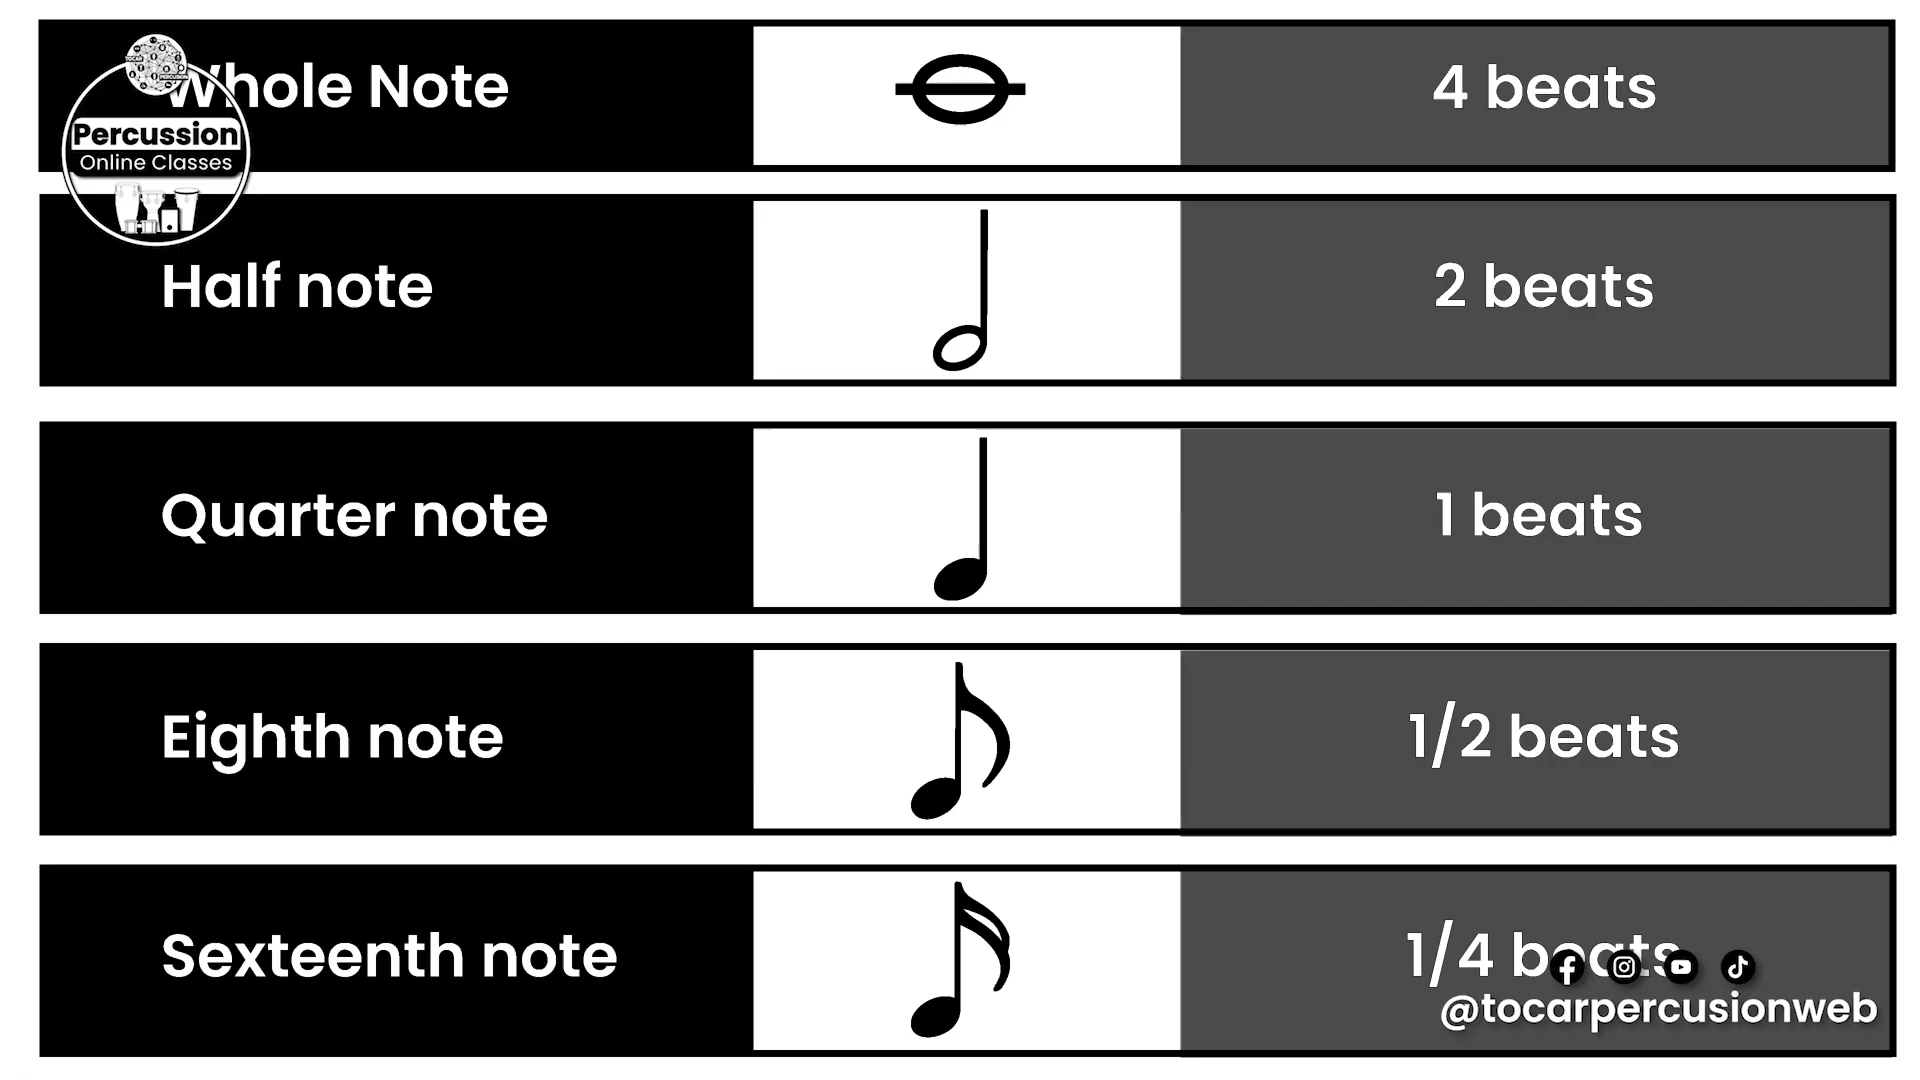 Whole Note
4 beats
Percussion
Online Classes
Half note
2 beats
Quarter note
1 beats
Eighth note
1/2 beats
Sexteenth note
1/4 beats
@tocarpercusionweb